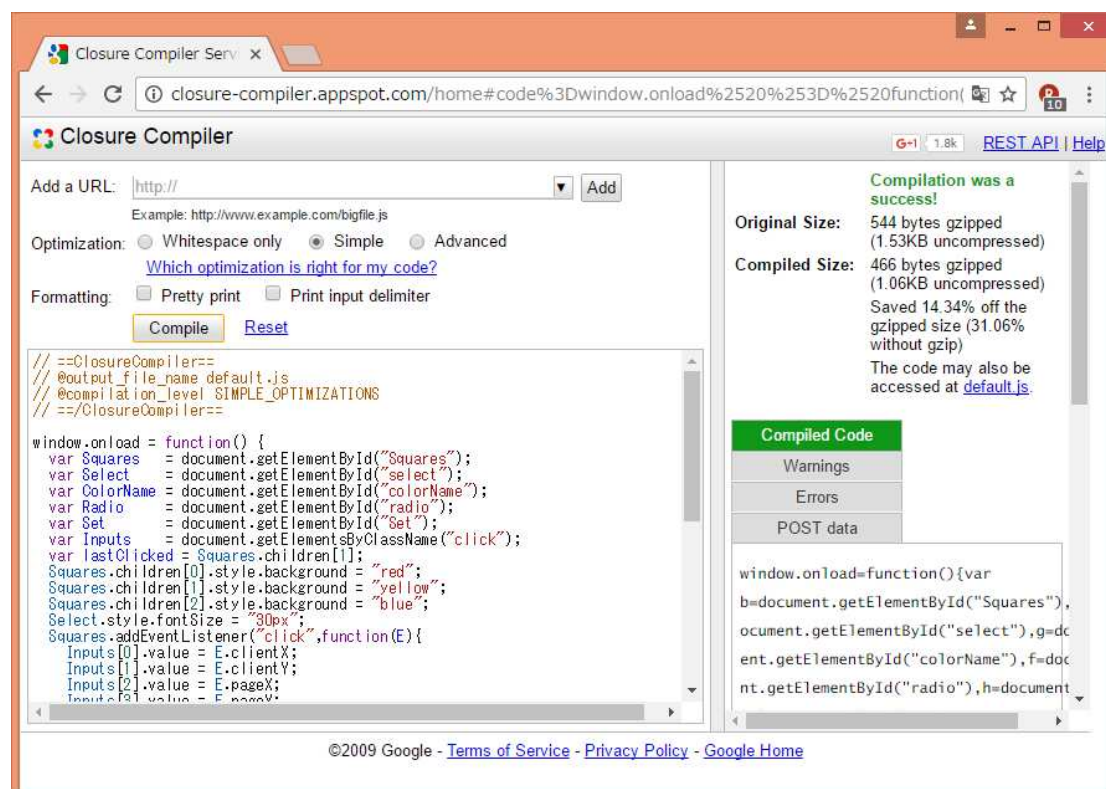 Closure Compiler Serv
closure-compiler.appspot.com/home#code%3Dwindow.onload%2520%253D%2520function(
10
Closure Compiler
G+1 1.8k REST API | Help
Add a URL: http:// Add
Example: http://www.example.com/bigfile.js
Optimization: Whitespace only Simple Advanced
Which optimization is right for my code?
Formatting: Pretty print Print input delimiter
Compile Reset
// ==ClosureCompiler==
// @output_file_name default.js
// @compilation_level SIMPLE_OPTIMIZATIONS
// ==/ClosureCompiler==
window.onload = function() {
var Squares = document.getElementById("Squares");
var Select = document.getElementById("select");
var ColorName = document.getElementById("colorName");
var Radio = document.getElementById("radio");
var Set = document.getElementById("Set");
var Inputs = document.getElementsByClassName("click");
var lastClicked = Squares.children[1];
Squares.children[0].style.background = "red";
Squares.children[1].style.background = "yellow";
Squares.children[2].style.background = "blue";
Select.style.fontSize = "30px";
Squares.addEventListener("click",function(E){
Inputs[0].value = E.clientX;
Inputs[1].value = E.clientY;
Inputs[2].value = E.pageX;
Inputs[3].value = E.pageY;
Compilation was a
success!
Original Size: 544 bytes gzipped
(1.53KB uncompressed)
Compiled Size: 466 bytes gzipped
(1.06KB uncompressed)
Saved 14.34% off the
gzipped size (31.06%
without gzip)
The code may also be
accessed at default.js.
Compiled Code
Warnings
Errors
POST data
window.onload=function(){var
b=document.getElementById("Squares"),
ocument.getElementById("select"),g=do
ent.getElementById("colorName"),f=doc
nt.getElementById("radio"),h=document
©2009 Google - Terms of Service - Privacy Policy - Google Home